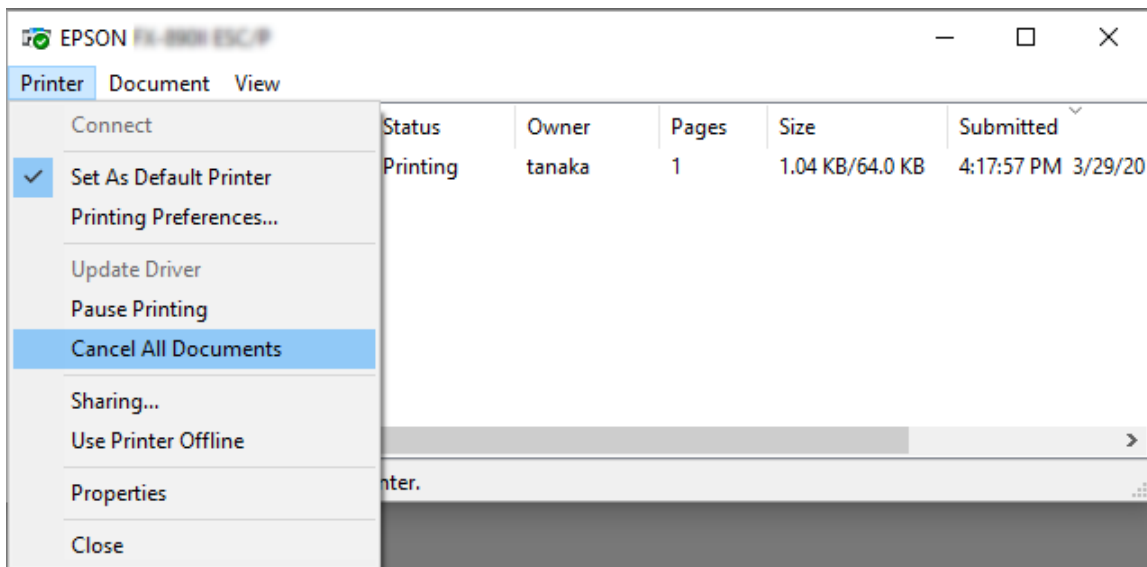 EPSON
Printer Document View
Status Owner Pages Size Submitted
Printing tanaka 1 1.04 KB/64.0 KB 4:17:57 PM 3/29/20
Connect
Set As Default Printer
Printing Preferences...
Update Driver
Pause Printing
Cancel All Documents
Sharing...
Use Printer Offline
Properties
Close
nter.